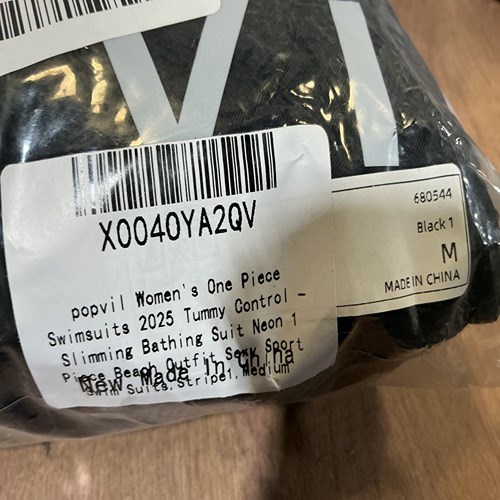 VI
X0040YA2QV
popvil Women's One Piece
Swimsuits 2025 Tummy Control -
Slimming Bathing Suit Neon 1
Piece Beach Outfit Sexy Sport
Swim Suits,Stripe1,Medium
New Made In China
680544
Black 1
M
MADE IN CHINA